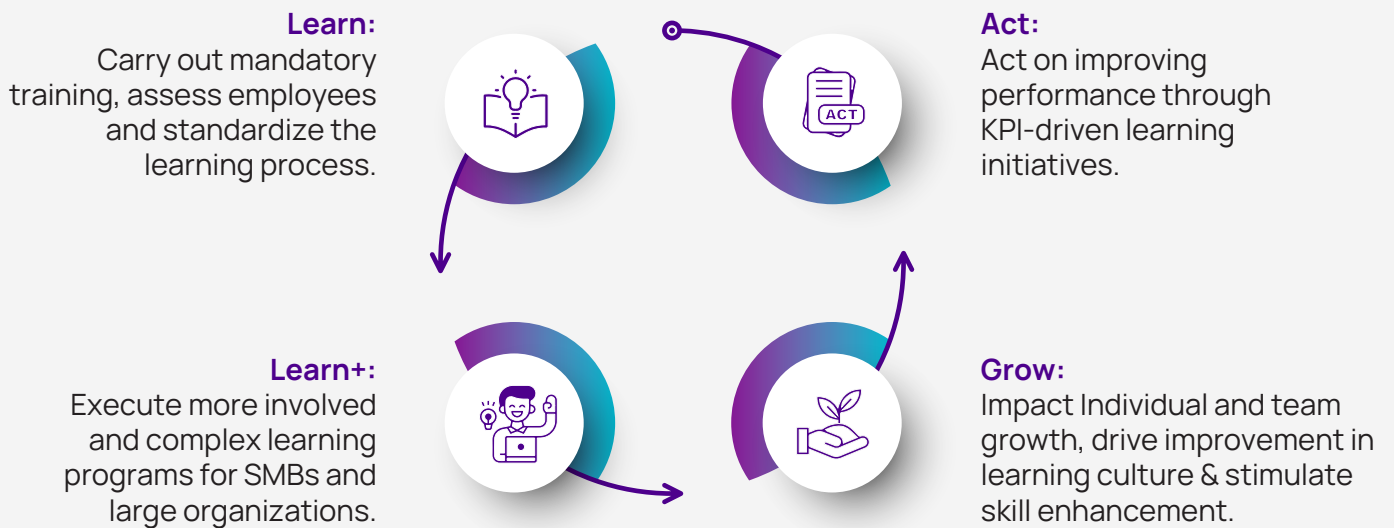 Learn:
Carry out mandatory
training, assess employees
and standardize the
learning process.
Act:
Act on improving
performance through
KPI-driven learning
initiatives.
ACT
Learn+:
Execute more involved
and complex learning
programs for SMBs and
large organizations.
Grow:
Impact Individual and team
growth, drive improvement in
learning culture & stimulate
skill enhancement.